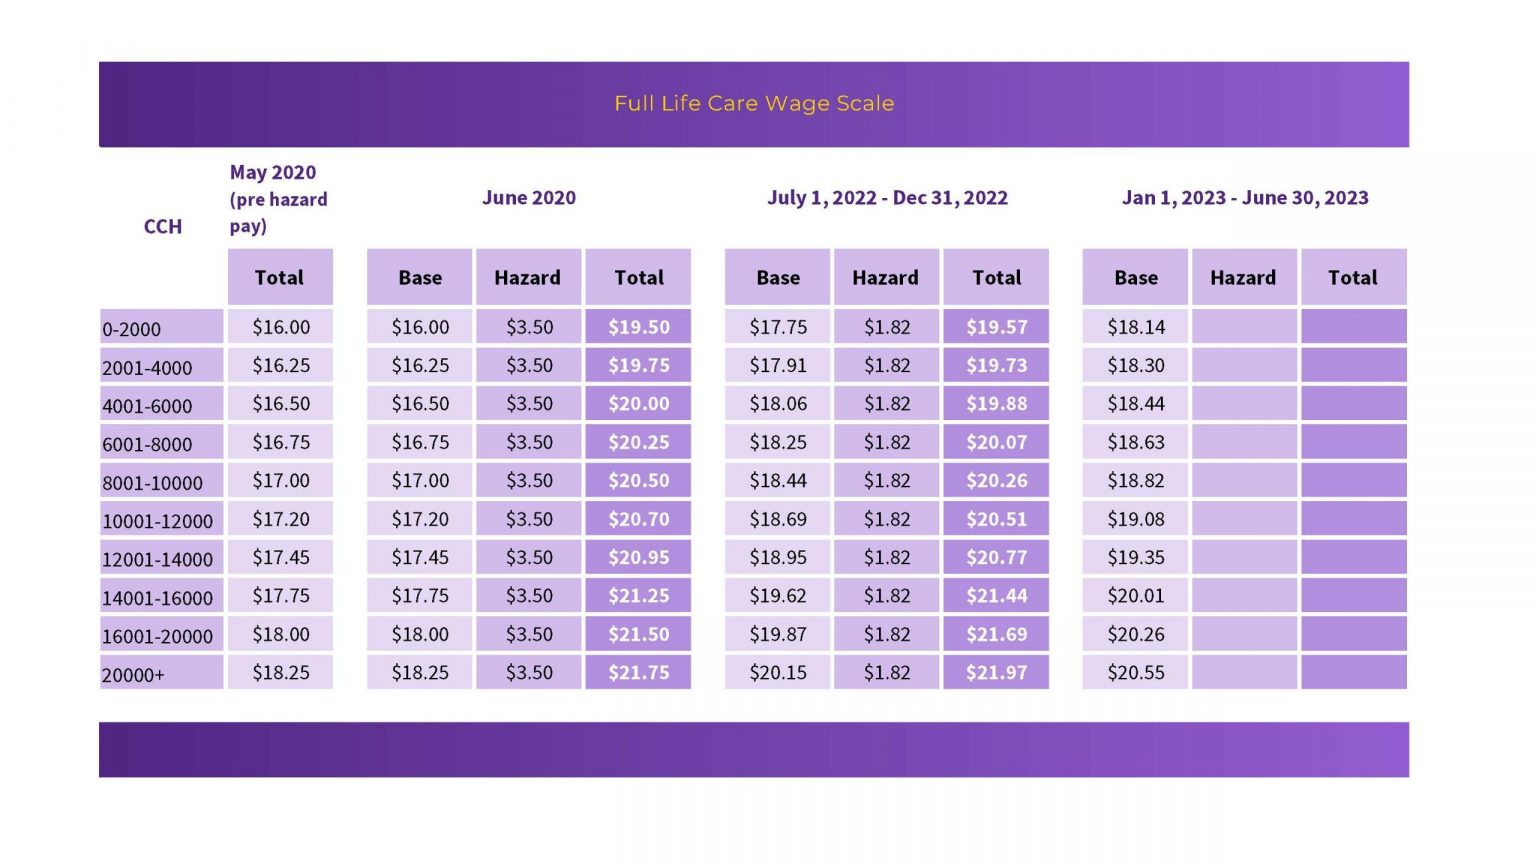 Full Life Care Wage Scale
May 2020
(pre hazard
pay)
CCH
June 2020
July 1, 2022 - Dec 31, 2022
Jan 1, 2023 - June 30, 2023
Total Base Hazard Total Base Hazard Total Base Hazard Total
0-2000 $16.00 $16.00 $3.50 $19.50 $17.75 $1.82 $19.57 $18.14
2001-4000 $16.25 $16.25 $3.50 $19.75 $17.91 $1.82 $19.73 $18.30
4001-6000 $16.50 $16.50 $3.50 $20.00 $18.06 $1.82 $19.88 $18.44
6001-8000 $16.75 $16.75 $3.50 $20.25 $18.25 $1.82 $20.07 $18.63
8001-10000 $17.00 $17.00 $3.50 $20.50 $18.44 $1.82 $20.26 $18.82
10001-12000 $17.20 $17.20 $3.50 $20.70 $18.69 $1.82 $20.51 $19.08
12001-14000 $17.45 $17.45 $3.50 $20.95 $18.95 $1.82 $20.77 $19.35
14001-16000 $17.75 $17.75 $3.50 $21.25 $19.62 $1.82 $21.44 $20.01
16001-20000 $18.00 $18.00 $3.50 $21.50 $19.87 $1.82 $21.69 $20.26
20000+ $18.25 $18.25 $3.50 $21.75 $20.15 $1.82 $21.97 $20.55